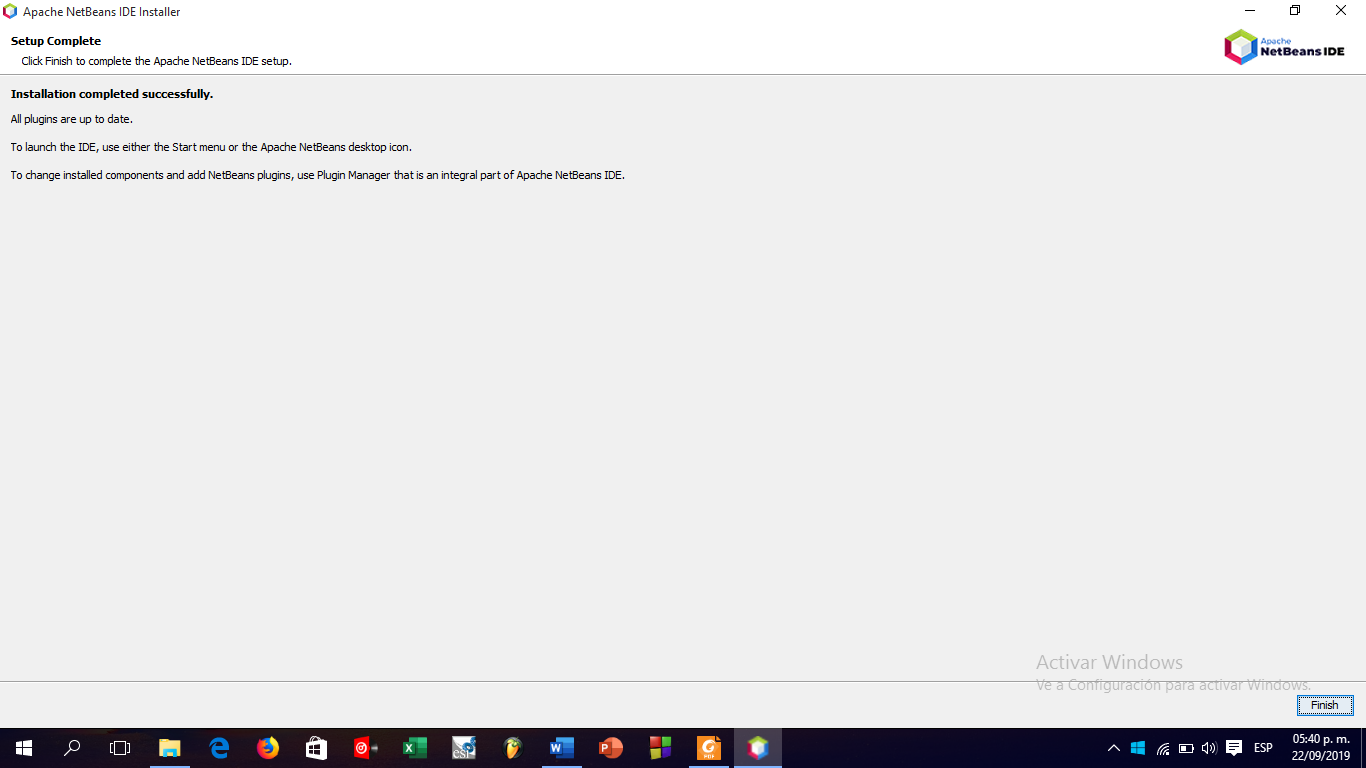 Apache NetBeans IDE Installer
Setup Complete
Click Finish to complete the Apache NetBeans IDE setup.
Apache
NetBeans IDE
Installation completed successfully.
All plugins are up to date.
To launch the IDE, use either the Start menu or the Apache NetBeans desktop icon.
To change installed components and add NetBeans plugins, use Plugin Manager that is an integral part of Apache NetBeans IDE.
Activar Windows
Ve a Configuración para activar Windows.
Finish
ESP
05:40 p. m.
22/09/2019